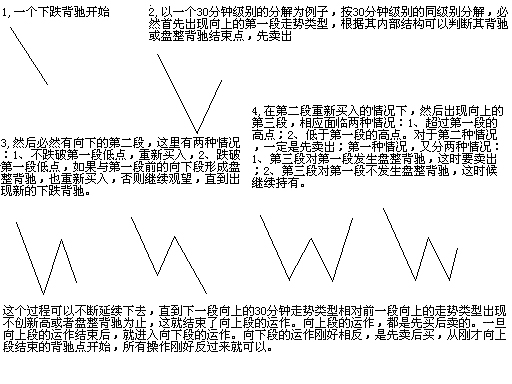 1,一个下跌背驰开始
2,以一个30分钟级别的分解为例子,按30分钟级别的同级别分解,必
然首先出现向上的第一段走势类型,根据其内部结构可以判断其背驰
或盘整背驰结束点,先卖出
3,然后必然有向下的第二段,这里有两种情况
:1、不跌破第一段低点,重新买入,2、跌破
第一段低点,如果与第一段前的向下段形成盘
整背驰,也重新买入,否则继续观望,直到出
现新的下跌背驰。
4,在第二段重新买入的情况下,然后出现向上的
第三段,相应面临两种情况:1、超过第一段的
高点;2、低于第一段的高点。对于第二种情况
,一定是先卖出;第一种情况,又分两种情况:
1、第三段对第一段发生盘整背驰,这时要卖出
;2、第三段对第一段不发生盘整背驰,这时候
继续持有。
这个过程可以不断延续下去,直到下一段向上的30分钟走势类型相对前一段向上的走势类型出现
不创新高或者盘整背驰为止,这就结束了向上段的运作。向上段的运作,都是先买后卖的。一旦
向上段的运作结束后,就进入向下段的运作。向下段的运作刚好相反,是先卖后买,从刚才向上
段结束的背驰点开始,所有操作刚好反过来就可以。